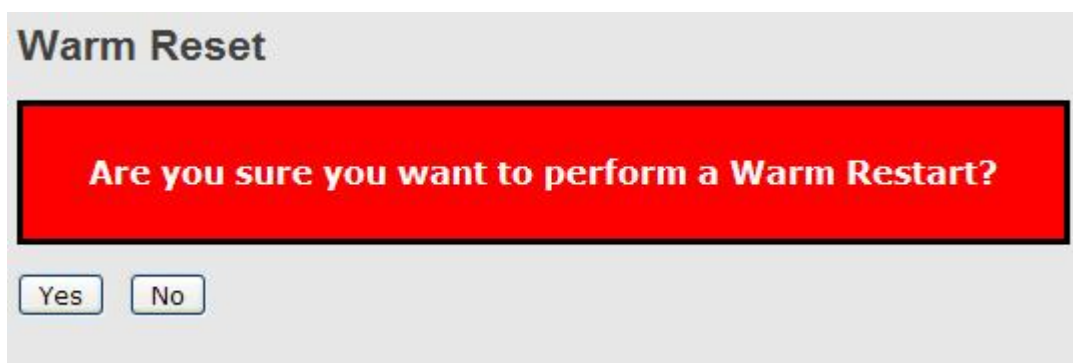 Warm Reset
Are you sure you want to perform a Warm Restart?
Yes No